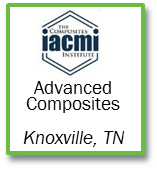 THE
COMPOSITES
iacmi
INSTITUTE
Advanced
Composites
Knoxville, TN